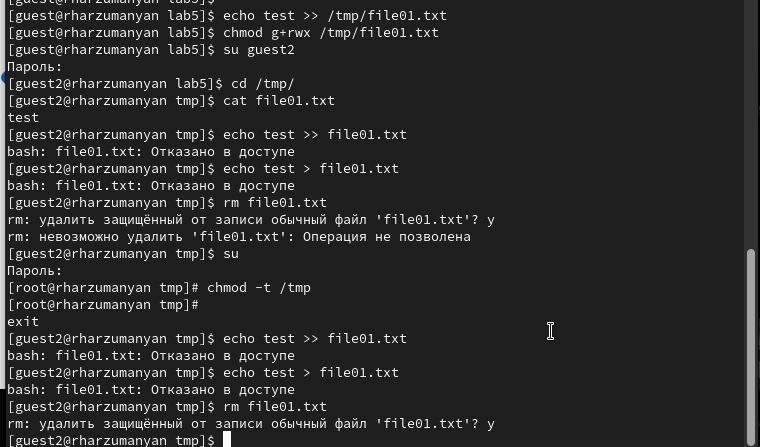 [guest@rharzumanyan lab5]$ echo test >> /tmp/file01.txt
[guest@rharzumanyan lab5]$ chmod g+rwx /tmp/file01.txt
[guest@rharzumanyan lab5]$ su guest2
Пароль:
[guest2@rharzumanyan lab5]$ cd /tmp/
[guest2@rharzumanyan tmp]$ cat file01.txt
test
[guest2@rharzumanyan tmp]$ echo test >> file01.txt
bash: file01.txt: Отказано в доступе
[guest2@rharzumanyan tmp]$ echo test > file01.txt
bash: file01.txt: Отказано в доступе
[guest2@rharzumanyan tmp]$ rm file01.txt
rm: удалить защищённый от записи обычный файл 'file01.txt'? y
rm: невозможно удалить 'file01.txt': Операция не позволена
[guest2@rharzumanyan tmp]$ su
Пароль:
[root@rharzumanyan tmp]# chmod -t /tmp
[root@rharzumanyan tmp]#
exit
[guest2@rharzumanyan tmp]$ echo test >> file01.txt
bash: file01.txt: Отказано в доступе
[guest2@rharzumanyan tmp]$ echo test > file01.txt
bash: file01.txt: Отказано в доступе
[guest2@rharzumanyan tmp]$ rm file01.txt
rm: удалить защищённый от записи обычный файл 'file01.txt'? y
[guest2@rharzumanyan tmp]$